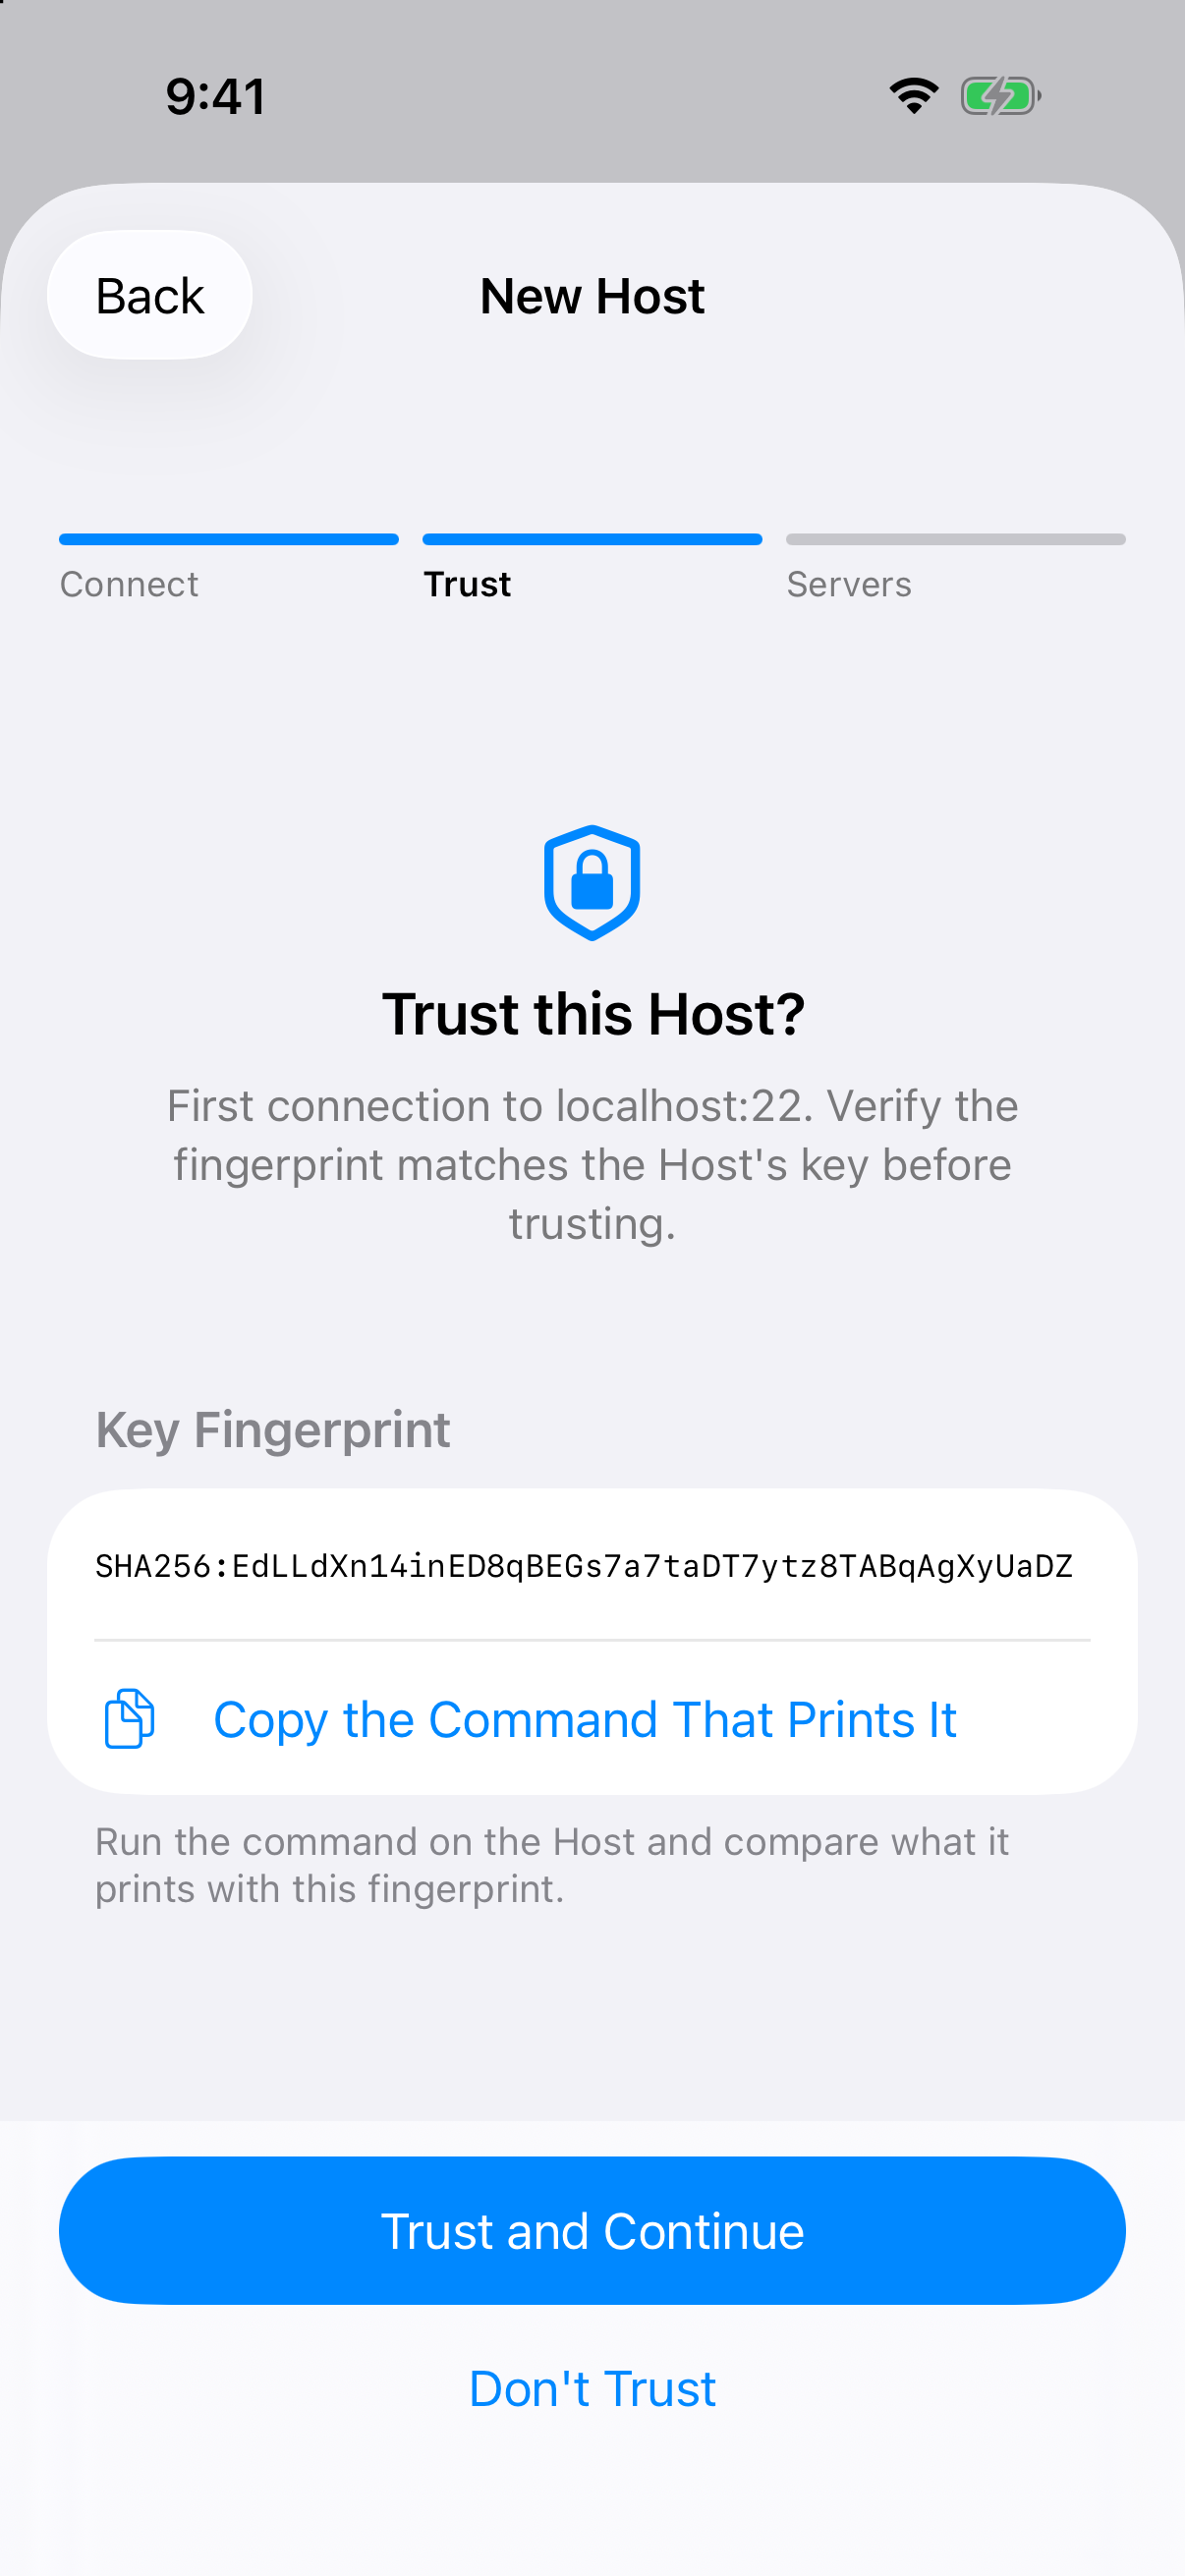 9:41
Back
New Host
Connect
Trust
Servers
Trust this Host?
First connection to localhost:22. Verify the
fingerprint matches the Host's key before
trusting.
Key Fingerprint
SHA256:EdLLdXn14inED8qBEGs7a7taDT7ytz8TABqAgXyUaDZ
Copy the Command That Prints It
Run the command on the Host and compare what it
prints with this fingerprint.
Trust and Continue
Don't Trust